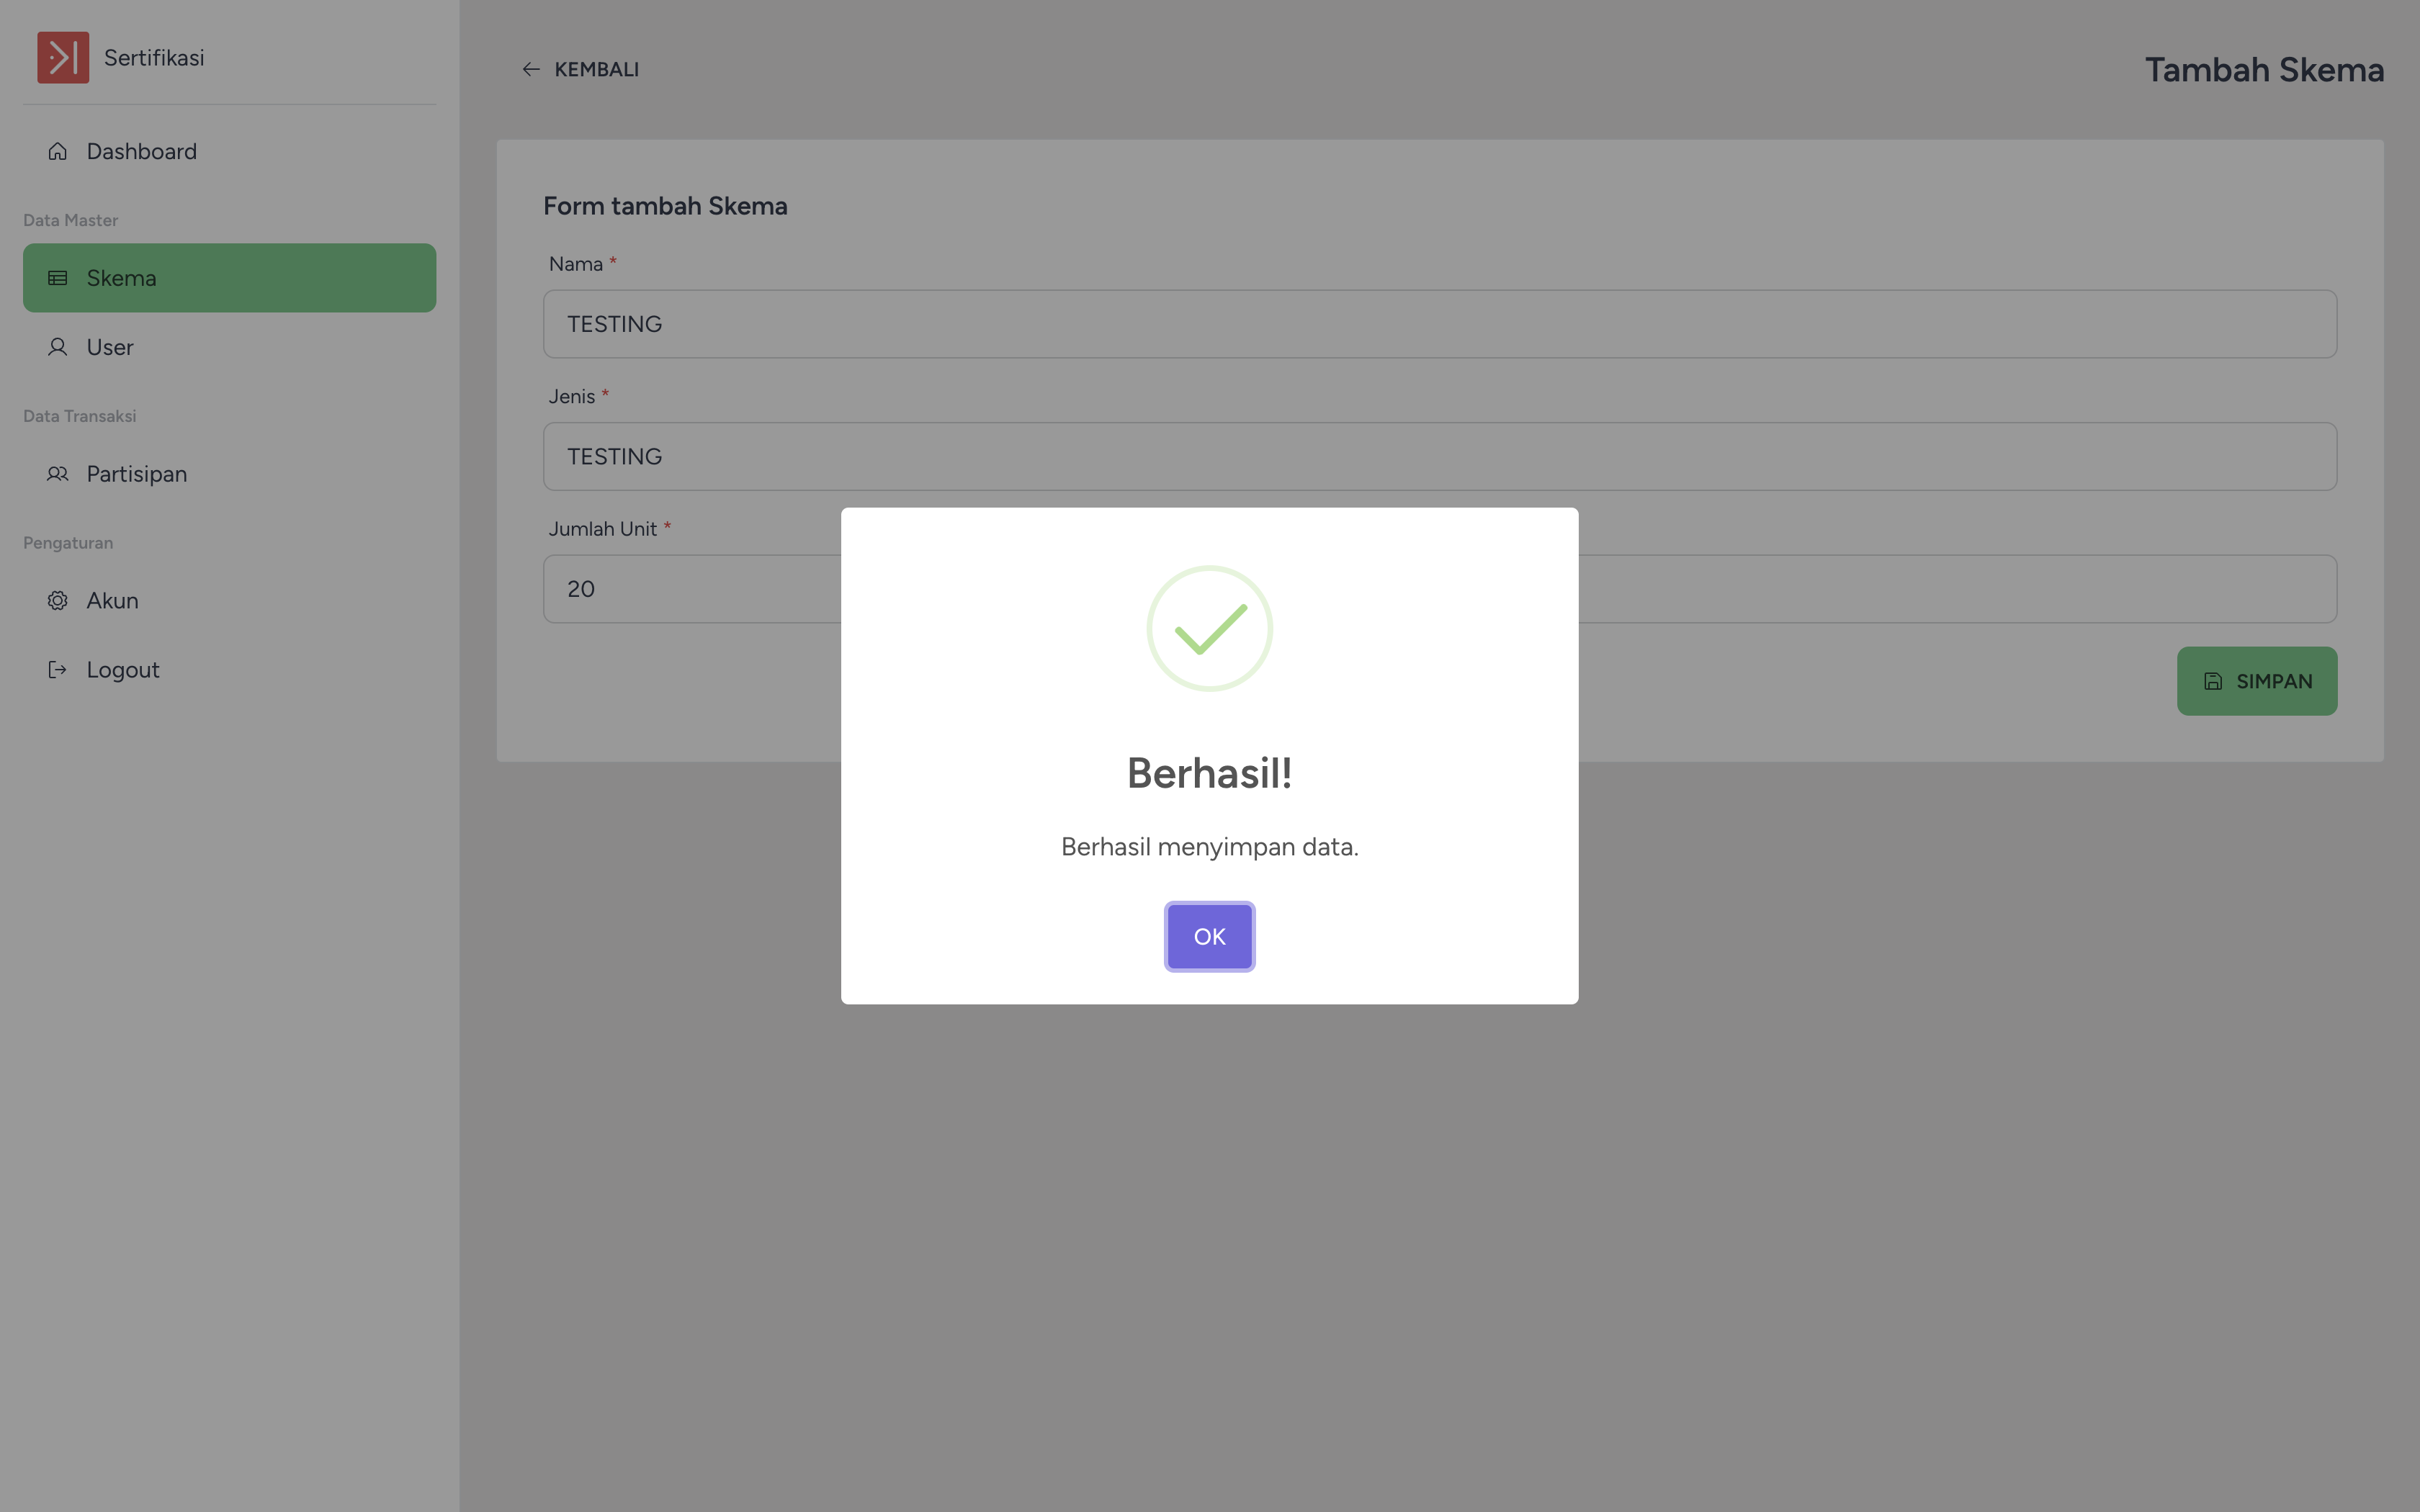 Sertifikasi
Dashboard
Data Master
Skema
User
Data Transaksi
Partisipan
Pengaturan
Akun
Logout
KEMBALI
Tambah Skema
Form tambah Skema
Nama *
TESTING
Jenis *
TESTING
Jumlah Unit *
20
SIMPAN
Berhasil!
Berhasil menyimpan data.
OK